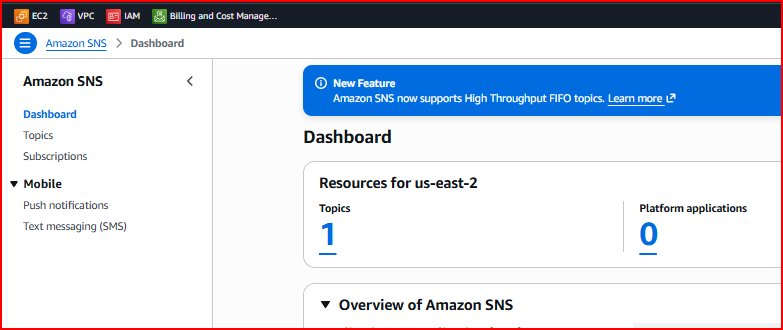 EC2 VPC IAM Billing and Cost Manage...
Amazon SNS > Dashboard
Amazon SNS
Dashboard
Topics
Subscriptions
Mobile
Push notifications
Text messaging (SMS)
New Feature
Amazon SNS now supports High Throughput FIFO topics. Learn more
Dashboard
Resources for us-east-2
Topics
1
Platform applications
0
Overview of Amazon SNS